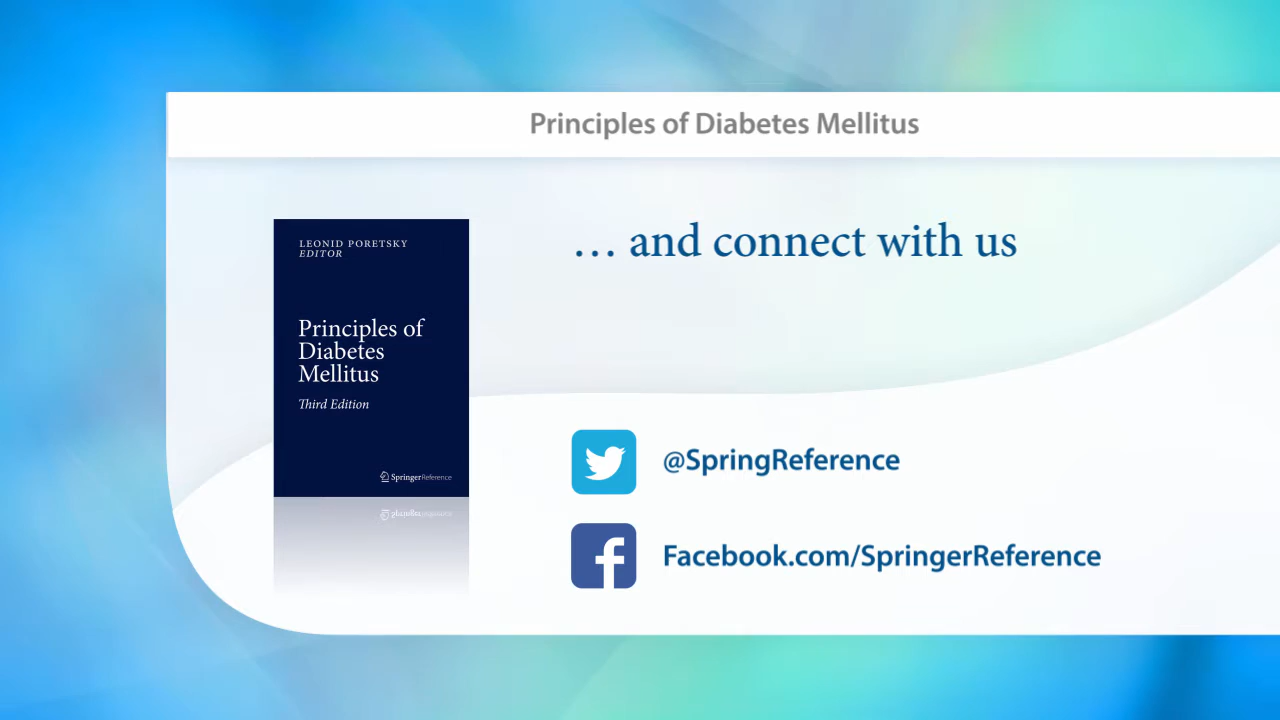 Principles of Diabetes Mellitus
… and connect with us
LEONID PORETSKY
EDITOR
Principles of
Diabetes
Mellitus
Third Edition
SpringerReference
@SpringReference
Facebook.com/SpringerReference